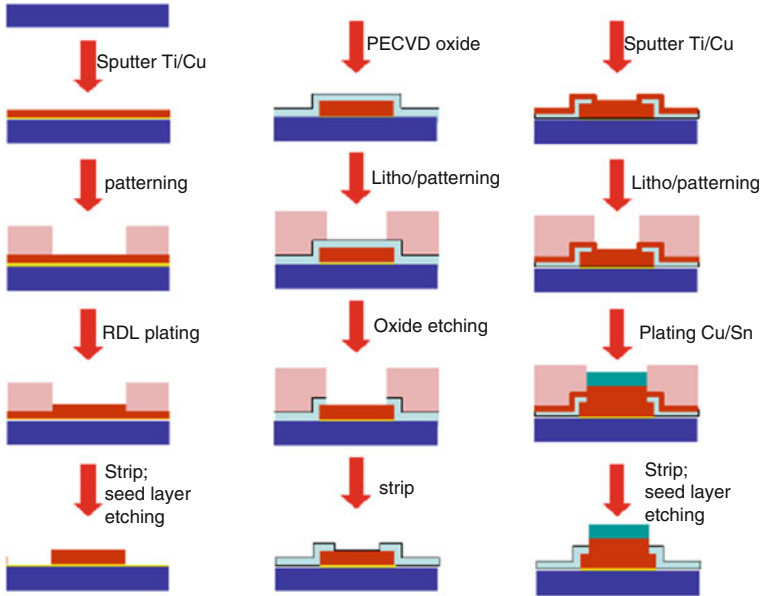 Sputter Ti/Cu
patterning
RDL plating
Strip;
seed layer
etching
PECVD oxide
Litho/patterning
Oxide etching
strip
Sputter Ti/Cu
Litho/patterning
Plating Cu/Sn
Strip;
seed layer
etching